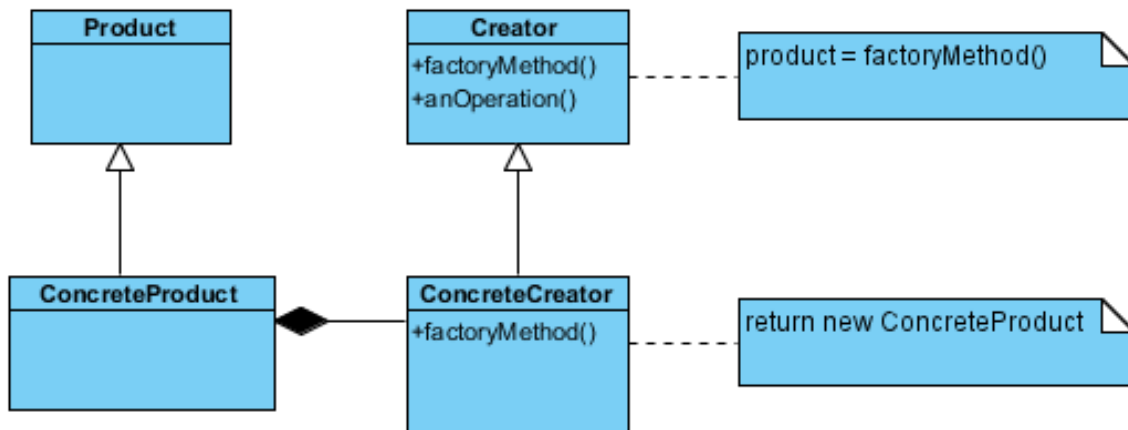 Product
Creator
+factoryMethod()
+anOperation()
product = factoryMethod()
ConcreteProduct
ConcreteCreator
+factoryMethod()
return new ConcreteProduct